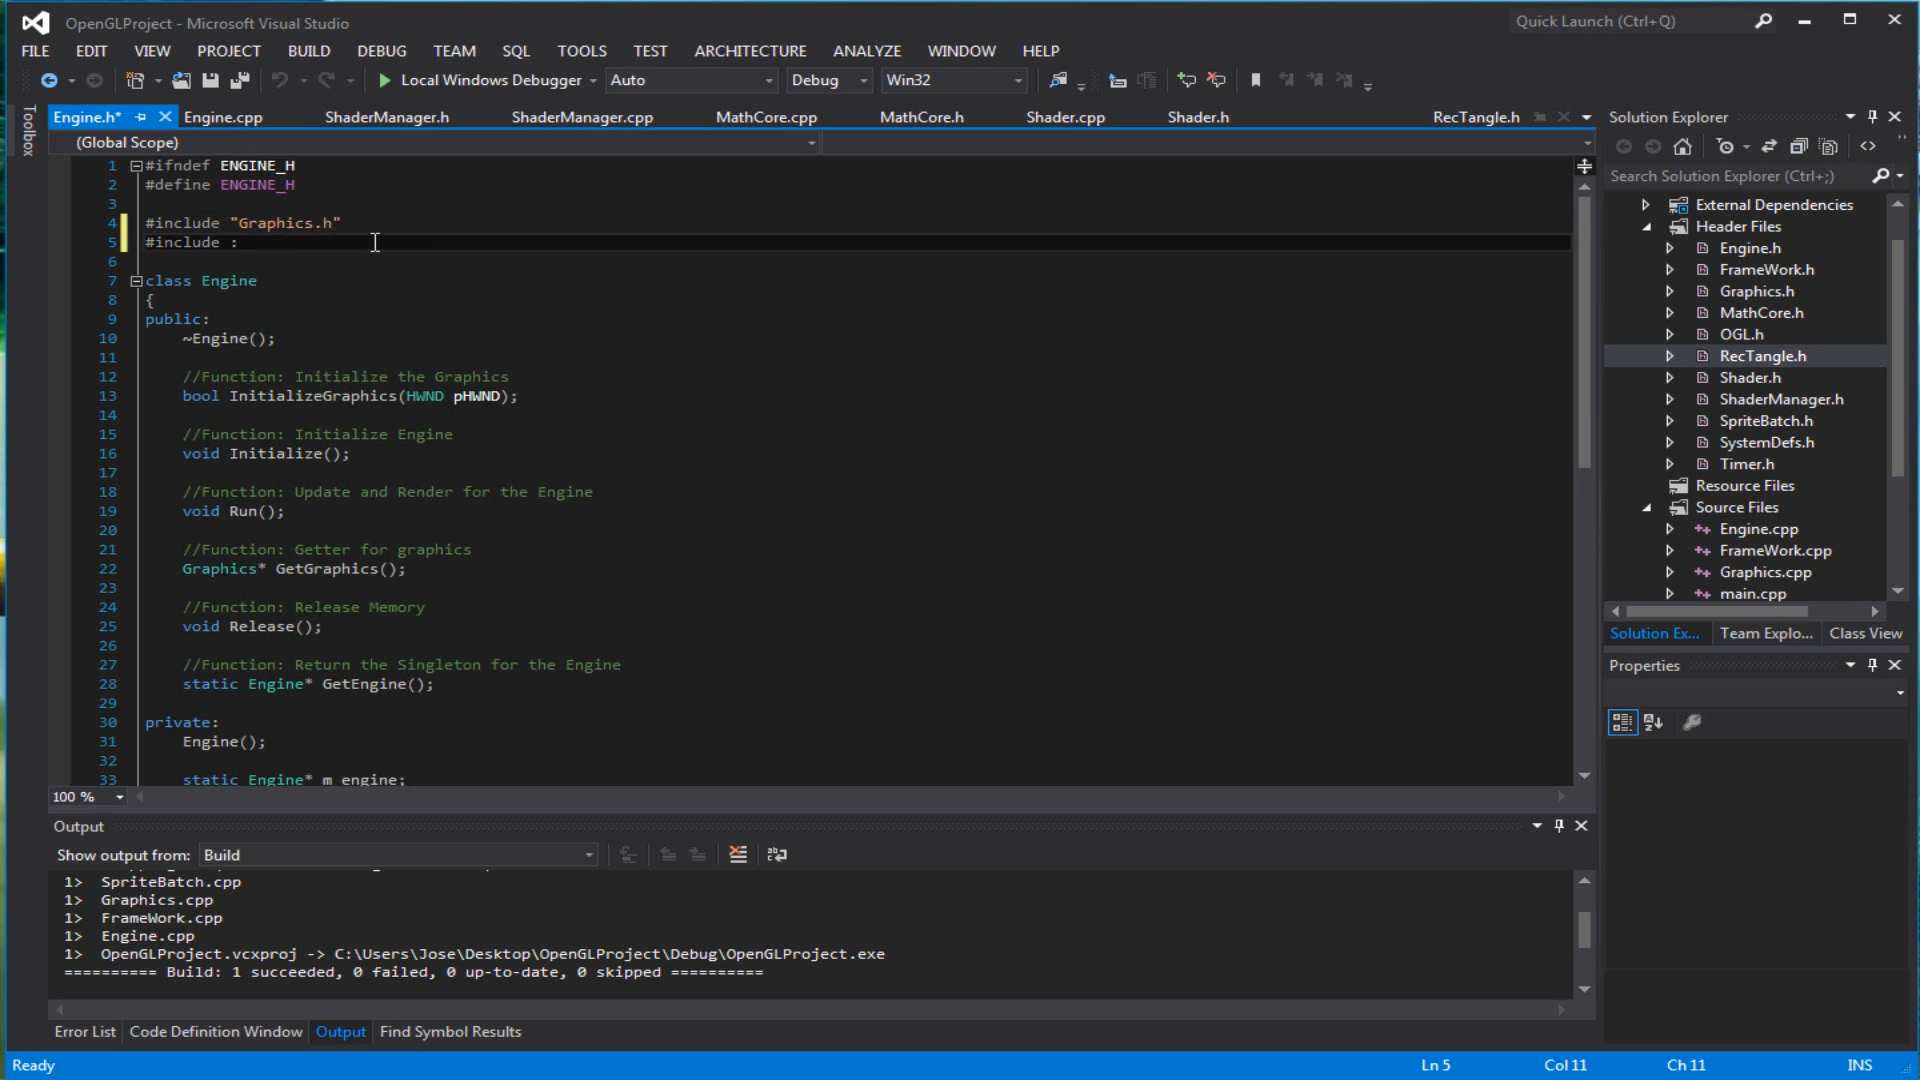 OpenGLProject - Microsoft Visual Studio
Quick Launch (Ctrl+Q)
FILE EDIT VIEW PROJECT BUILD DEBUG TEAM SQL TOOLS TEST ARCHITECTURE ANALYZE WINDOW HELP
Local Windows Debugger Auto Debug Win32
Toolbox
Engine.h* Engine.cpp ShaderManager.h ShaderManager.cpp MathCore.cpp MathCore.h Shader.cpp Shader.h RecTangle.h
(Global Scope)
1 #ifndef ENGINE_H
2 #define ENGINE_H
3
4 #include "Graphics.h"
5 #include :
6
7 class Engine
8 {
9 public:
10 ~Engine();
11
12 //Function: Initialize the Graphics
13 bool InitializeGraphics(HWND pHWND);
14
15 //Function: Initialize Engine
16 void Initialize();
17
18 //Function: Update and Render for the Engine
19 void Run();
20
21 //Function: Getter for graphics
22 Graphics* GetGraphics();
23
24 //Function: Release Memory
25 void Release();
26
27 //Function: Return the Singleton for the Engine
28 static Engine* GetEngine();
29
30 private:
31 Engine();
32
33 static Engine* m_engine;
100 %
Output
Show output from: Build
1> SpriteBatch.cpp
1> Graphics.cpp
1> FrameWork.cpp
1> Engine.cpp
1> OpenGLProject.vcxproj -> C:\Users\Jose\Desktop\OpenGLProject\Debug\OpenGLProject.exe
========== Build: 1 succeeded, 0 failed, 0 up-to-date, 0 skipped ==========
Error List Code Definition Window Output Find Symbol Results
Solution Explorer
Search Solution Explorer (Ctrl+;)
External Dependencies
Header Files
Engine.h
FrameWork.h
Graphics.h
MathCore.h
OGL.h
RecTangle.h
Shader.h
ShaderManager.h
SpriteBatch.h
SystemDefs.h
Timer.h
Resource Files
Source Files
Engine.cpp
FrameWork.cpp
Graphics.cpp
main.cpp
Solution Ex... Team Explo... Class View
Properties
Ready Ln 5 Col 11 Ch 11 INS